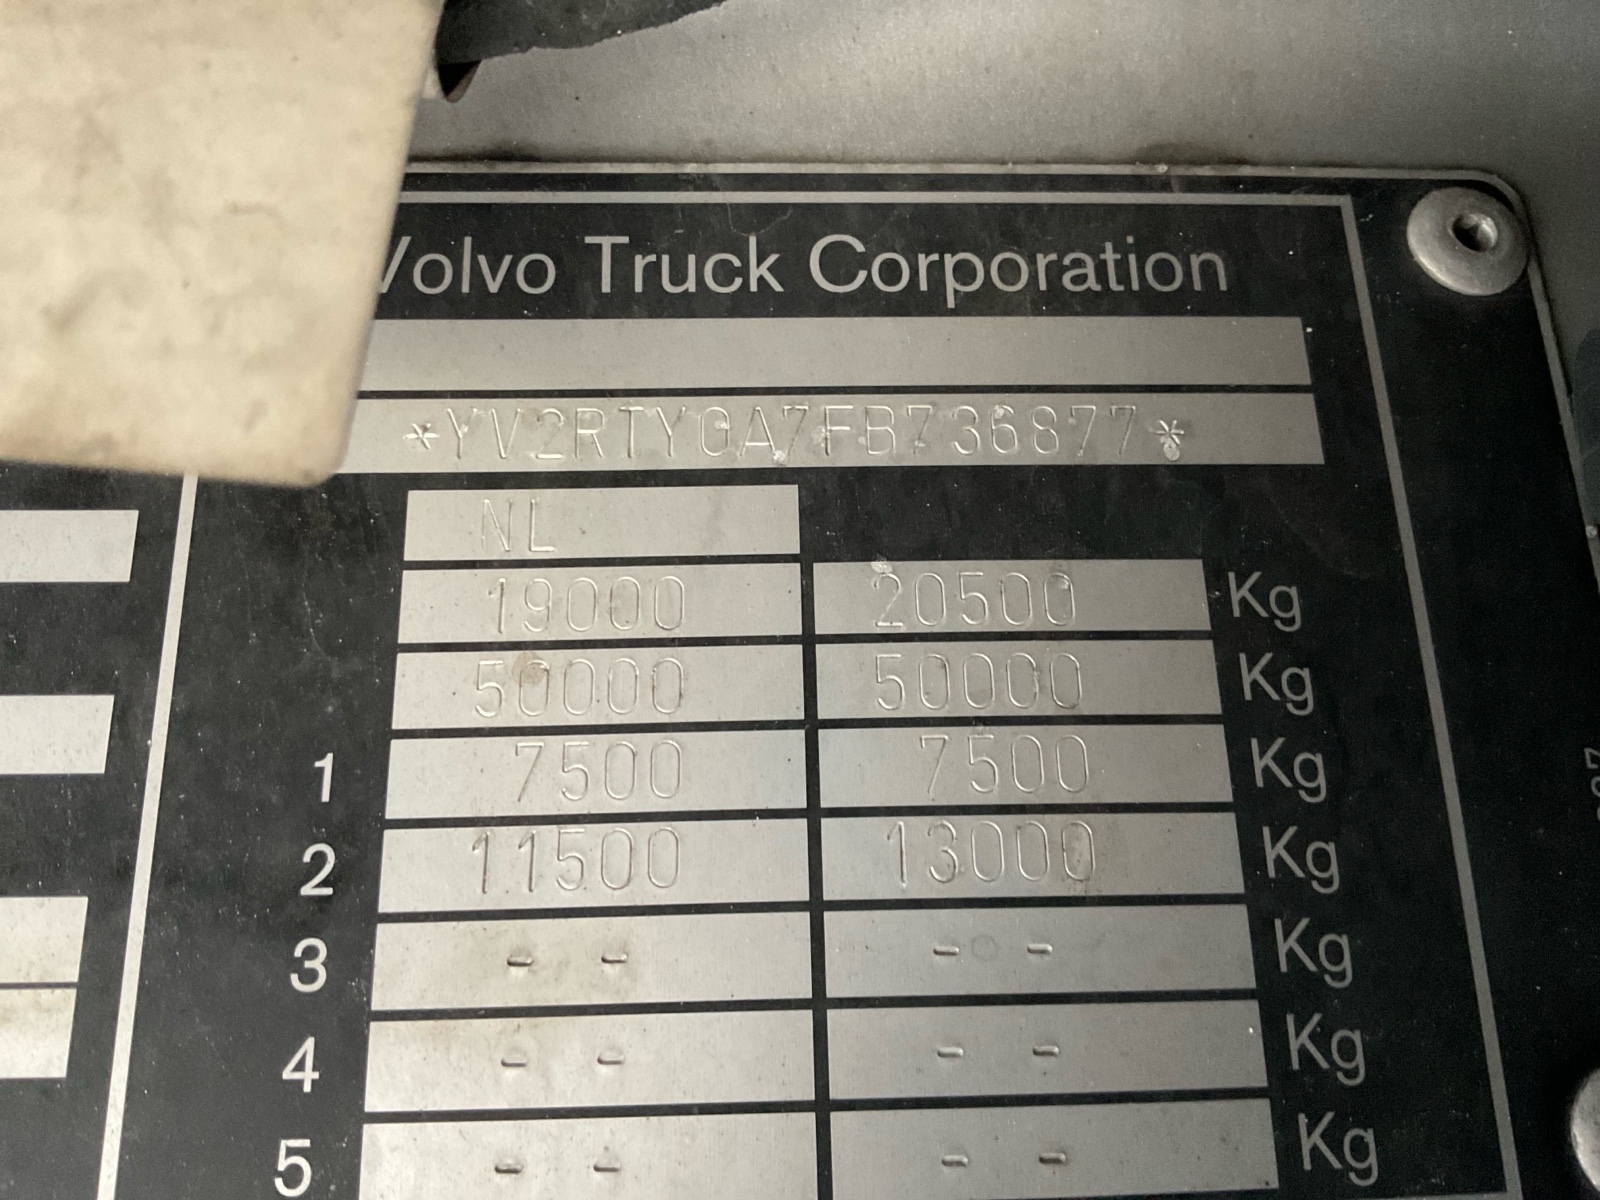 Volvo Truck Corporation
*YV2RTY0A7FB736877*
NL
19000 20500 Kg
50000 50000 Kg
1 7500 7500 Kg
2 11500 13000 Kg
3 - - - - Kg
4 - - - - Kg
5 - - - - Kg